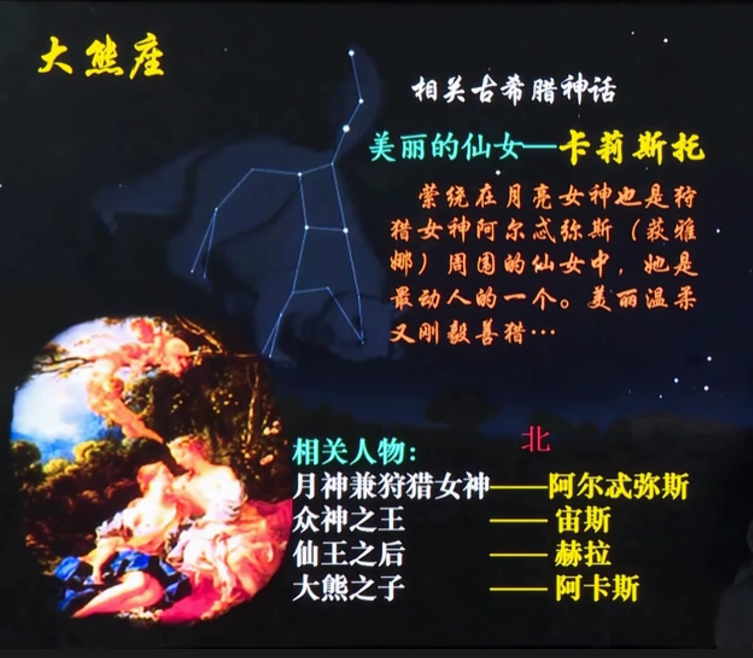 大熊座
相关古希腊神话
美丽的仙女—卡莉斯托
萦绕在月亮女神也是狩
猎女神阿尔忒弥斯（荻雅
娜）周围的仙女中，她是
最动人的一个。美丽温柔
又刚毅善猎…
北
相关人物：
月神兼狩猎女神——阿尔忒弥斯
众神之王——宙斯
仙王之后——赫拉
大熊之子——阿卡斯